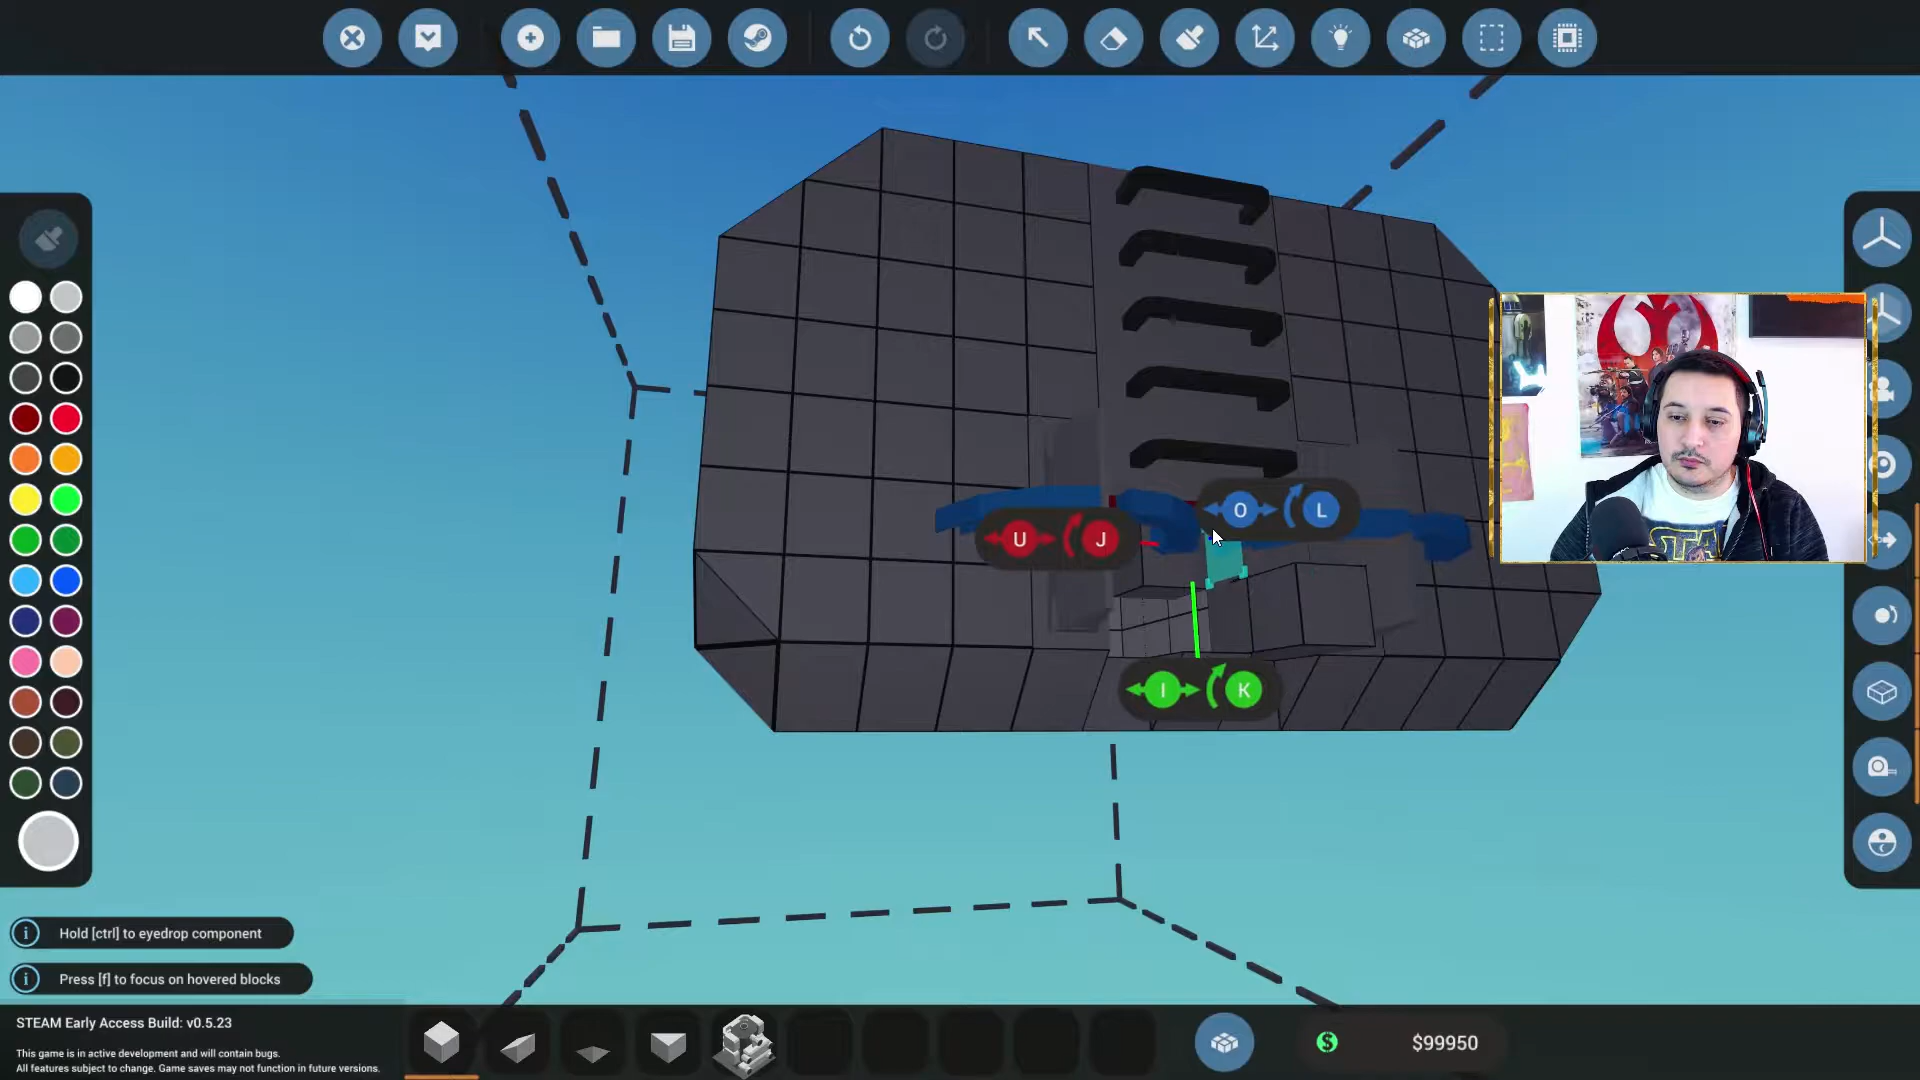 O
L
U
J
I
K
Hold [ctrl] to eyedrop component
Press [f] to focus on hovered blocks
STEAM Early Access Build: v0.5.23
This game is in active development and will contain bugs.
All features subject to change. Game saves may not function in future versions.
$
$99950